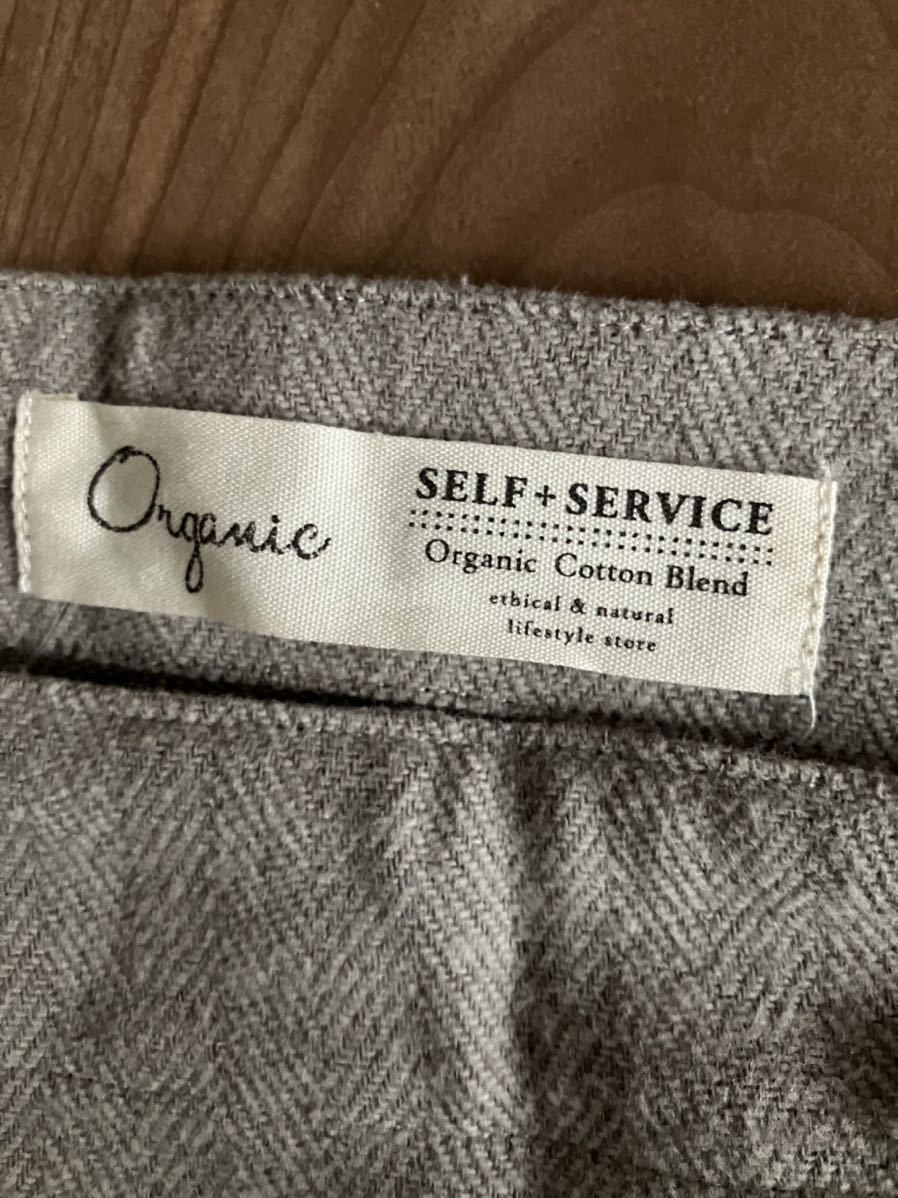 Organic
SELF+SERVICE
Organic Cotton Blend
ethical & natural
lifestyle store